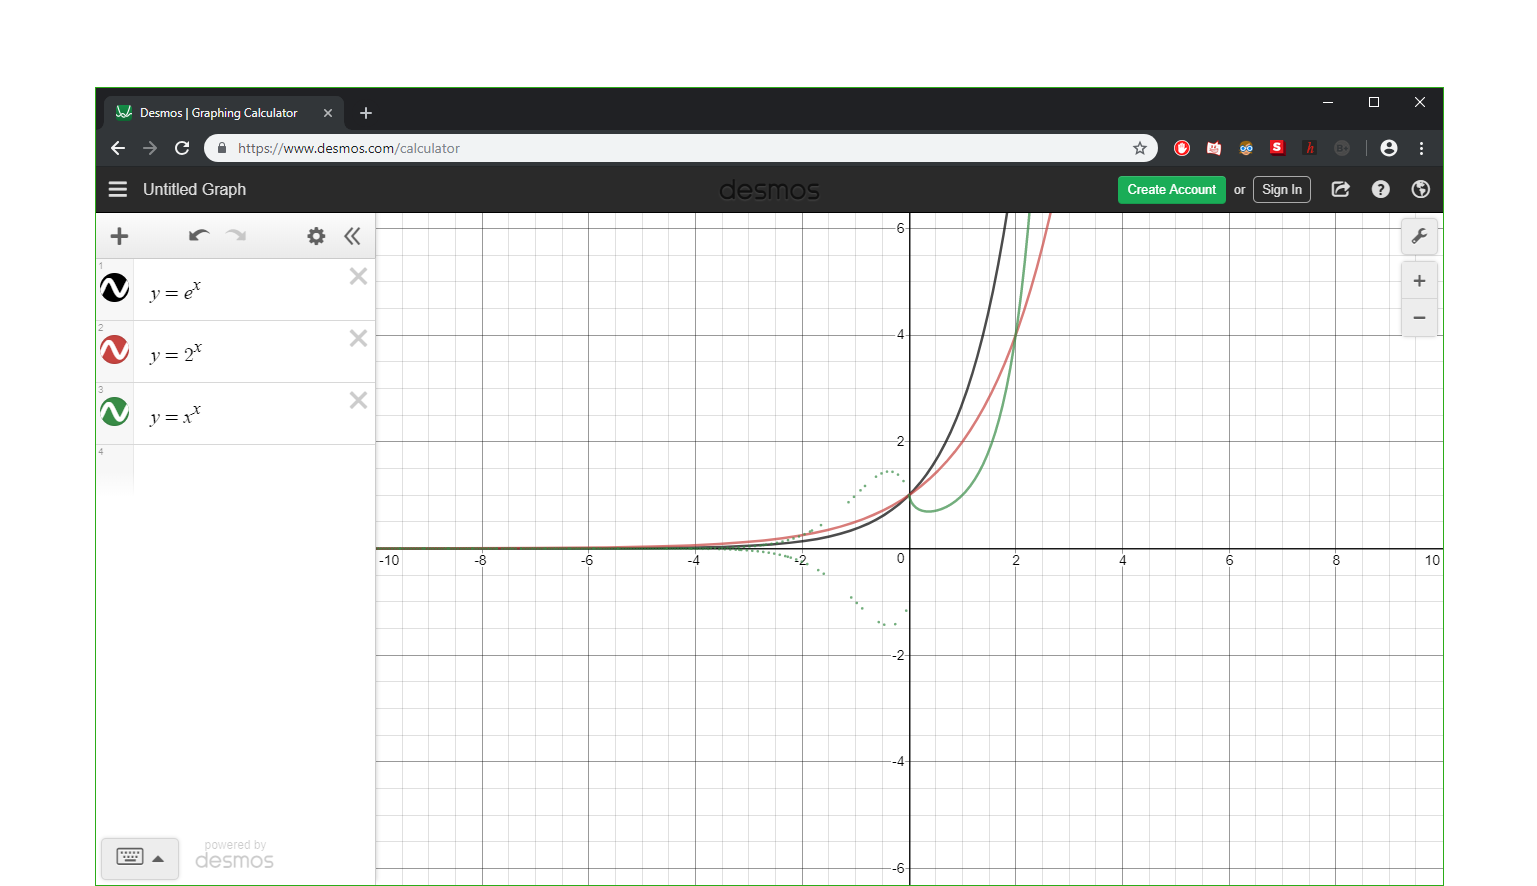 Desmos | Graphing Calculator
https://www.desmos.com/calculator
S h B+
Untitled Graph
desmos
Create Account or Sign In
1
y = e^x
2
y = 2^x
3
y = x^x
4
6
4
2
-10 -8 -6 -4 -2 0 2 4 6 8 10
-2
-4
-6
powered by
desmos